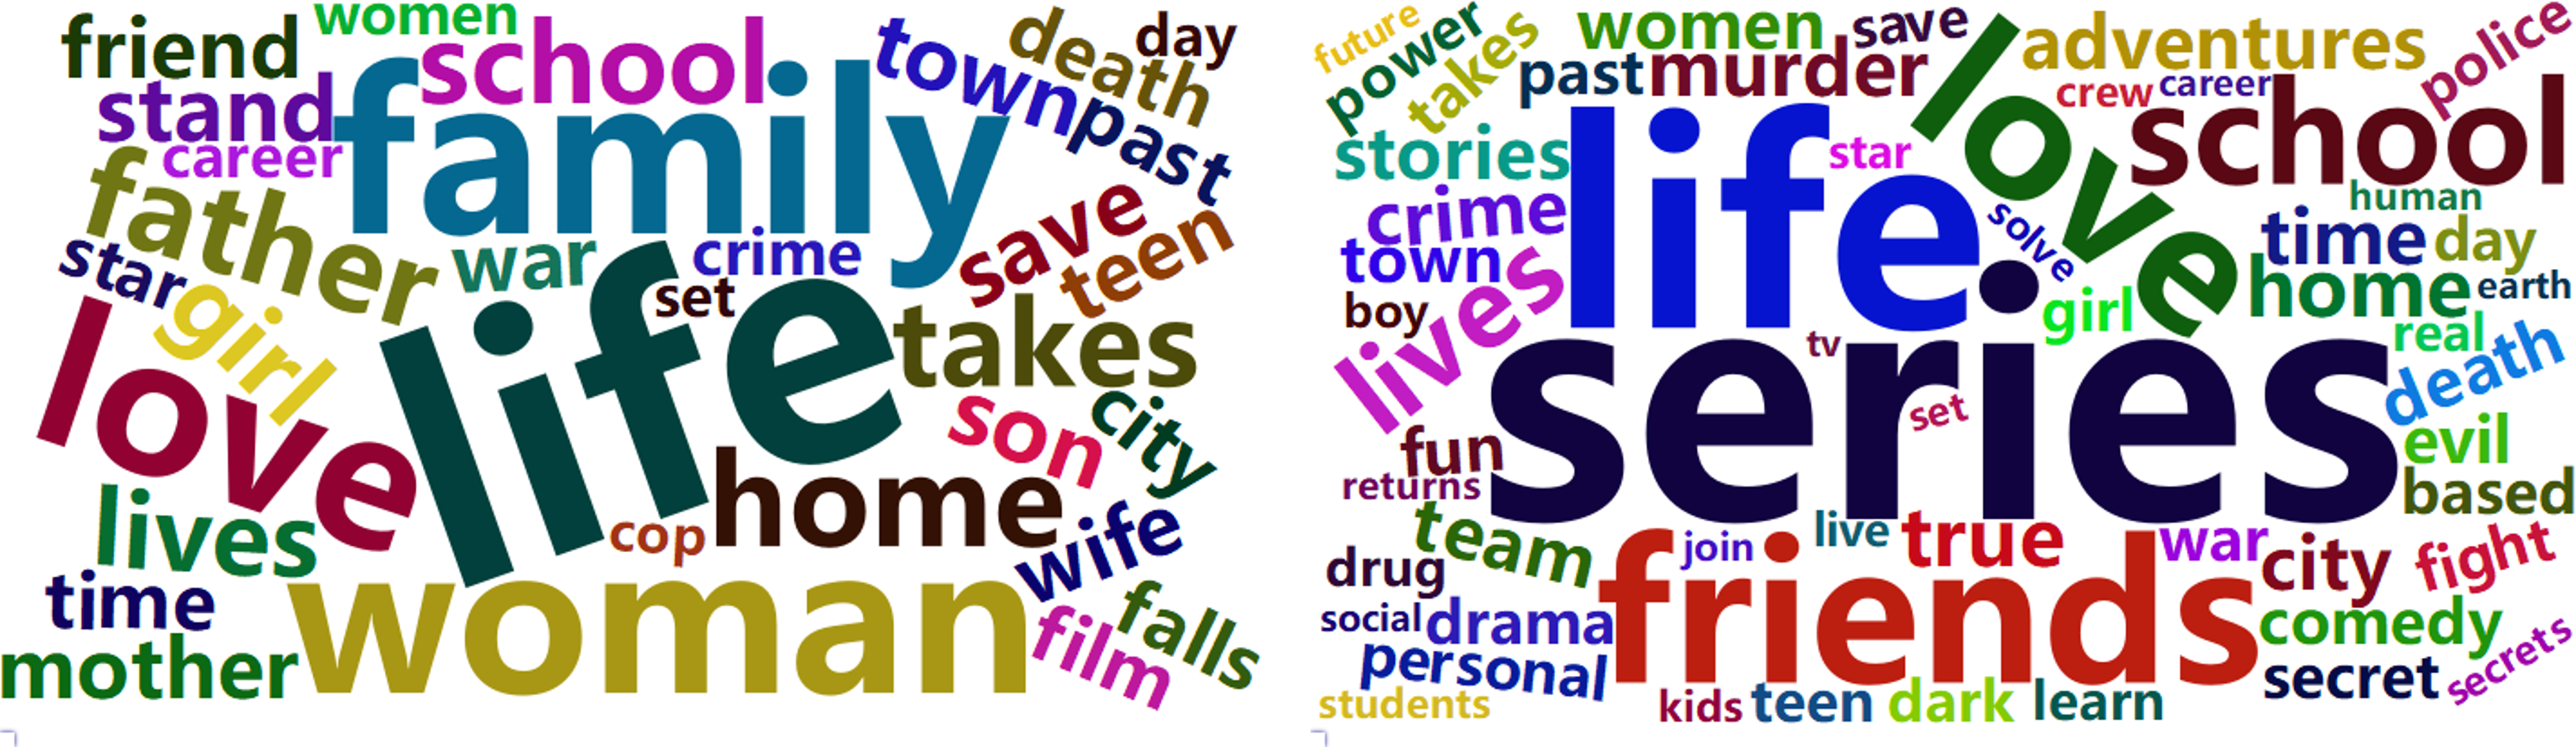 women
friend
school
death
day
town
stand
family
past
career
father
save
teen
star
war
crime
set
girl
love
life
takes
son
city
home
lives
cop
wife
time
woman
falls
film
mother
future
power
takes
women
save
past
murder
love
adventures
police
crew
career
school
stories
life
star
human
crime
solve
time
day
town
lives
home
earth
boy
girl
series
tv
real
death
set
fun
evil
returns
based
team
join
live
true
war
city
fight
drug
friends
social
drama
comedy
personal
secret
secrets
students
kids
teen
dark
learn